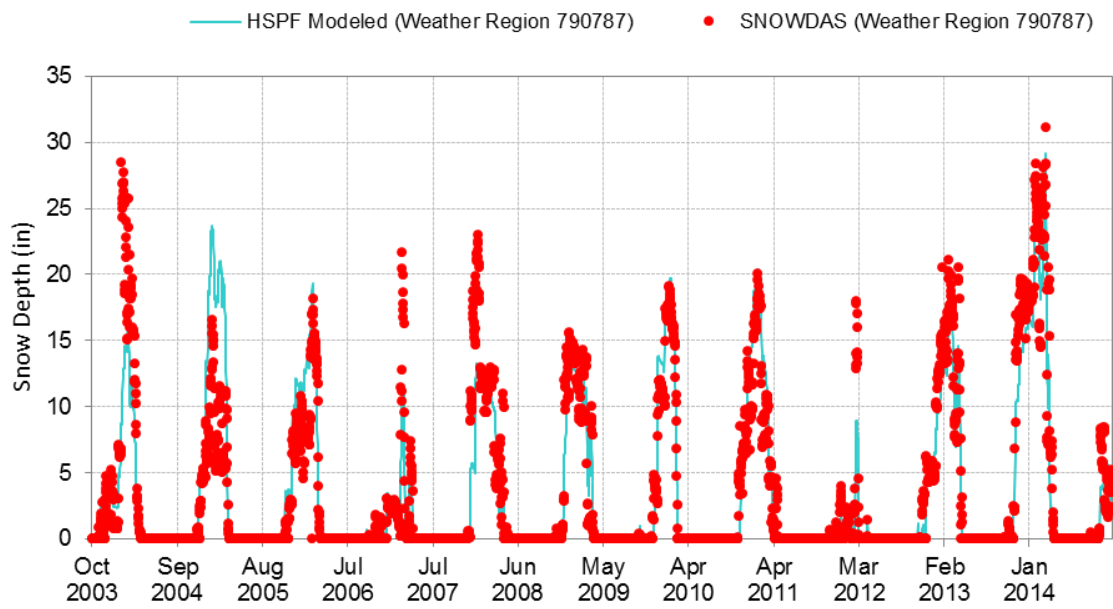 HSPF Modeled (Weather Region 790787) SNOWDAS (Weather Region 790787)
35
30
25
20
15
10
5
0
Snow Depth (in)
Oct Sep Aug Jul Jul Jun May Apr Apr Mar Feb Jan
2003 2004 2005 2006 2007 2008 2009 2010 2011 2012 2013 2014